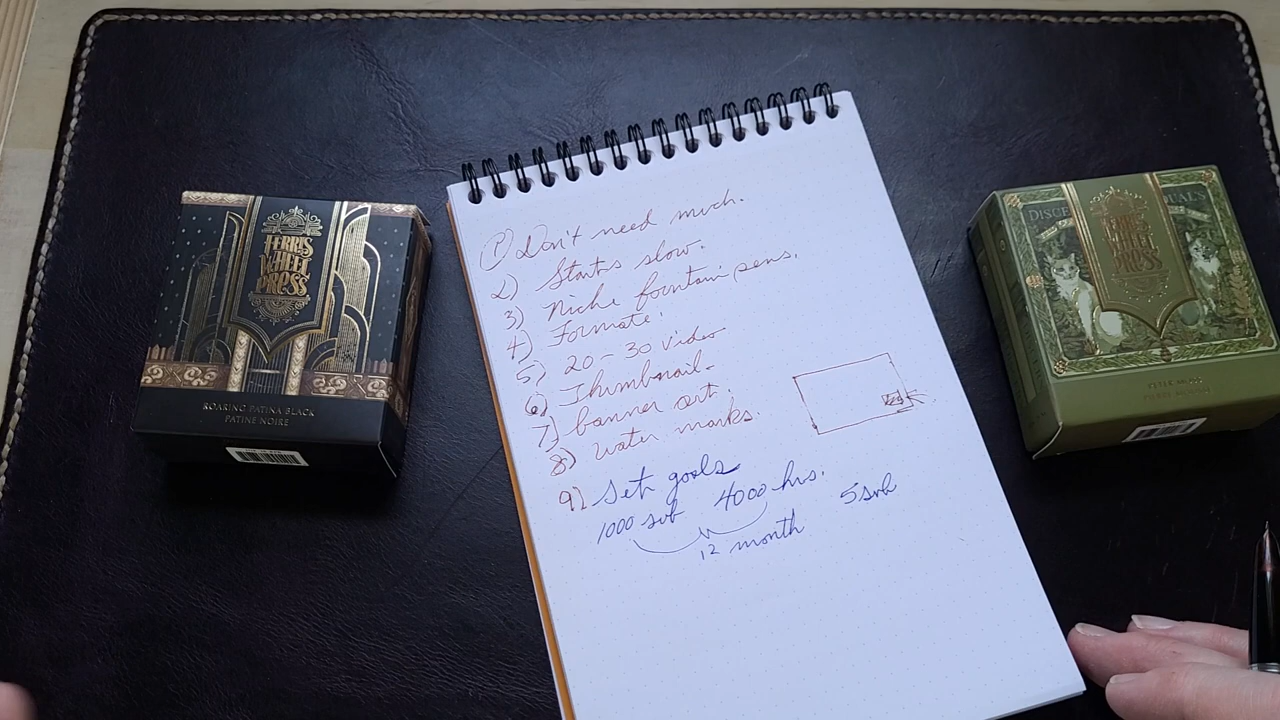 FERRIS
WHEEL
PRESS
ROARING PATINA BLACK
PATINE NOIRE
1) Don't need much.
2) Starts slow.
3) Niche fountain pens.
4) Formate.
5) 20-30 video
6) Thumbnail.
7) banner art.
8) water marks.
9) Set goals
1000 sub 4000 hrs. 5 sub
12 month
FERRIS
WHEEL
PRESS